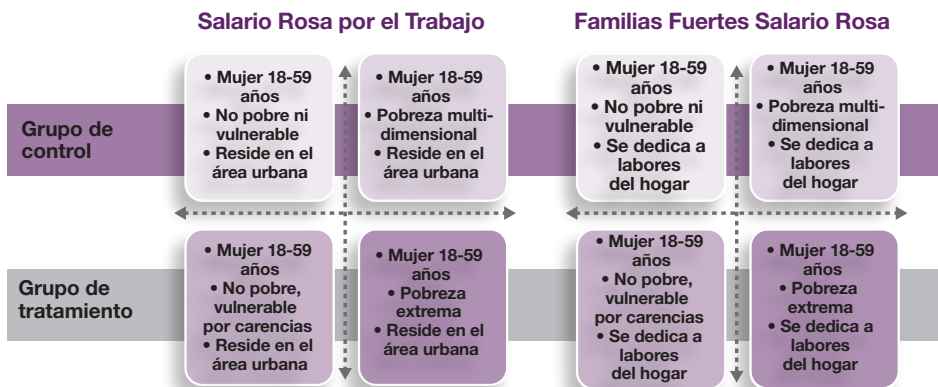 Salario Rosa por el Trabajo
Familias Fuertes Salario Rosa
Grupo de
control
• Mujer 18-59
años
• No pobre ni
vulnerable
• Reside en el
área urbana
• Mujer 18-59
años
• Pobreza multi-
dimensional
• Reside en el
área urbana
• Mujer 18-59
años
• No pobre ni
vulnerable
• Se dedica a
labores
del hogar
• Mujer 18-59
años
• Pobreza multi-
dimensional
• Se dedica a
labores
del hogar
Grupo de
tratamiento
• Mujer 18-59
años
• No pobre,
vulnerable
por carencias
• Reside en el
área urbana
• Mujer 18-59
años
• Pobreza
extrema
• Reside en el
área urbana
• Mujer 18-59
años
• No pobre,
vulnerable
por carencias
• Se dedica a
labores
del hogar
• Mujer 18-59
años
• Pobreza
extrema
• Se dedica a
labores
del hogar